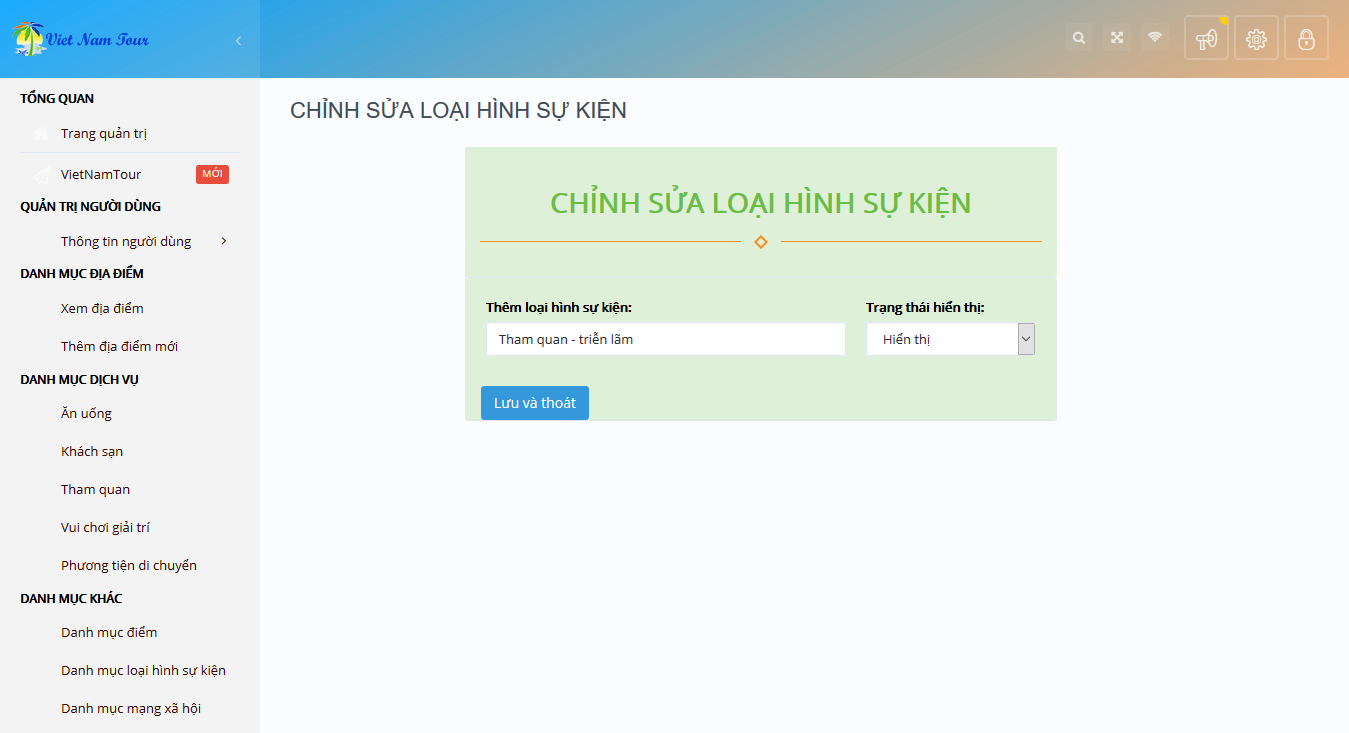 Viet Nam Tour
TỔNG QUAN
Trang quản trị
VietNamTour
MỚI
QUẢN TRỊ NGƯỜI DÙNG
Thông tin người dùng
DANH MỤC ĐỊA ĐIỂM
Xem địa điểm
Thêm địa điểm mới
DANH MỤC DỊCH VỤ
Ăn uống
Khách sạn
Tham quan
Vui chơi giải trí
Phương tiện di chuyển
DANH MỤC KHÁC
Danh mục điểm
Danh mục loại hình sự kiện
Danh mục mạng xã hội
CHỈNH SỬA LOẠI HÌNH SỰ KIỆN
CHỈNH SỬA LOẠI HÌNH SỰ KIỆN
Thêm loại hình sự kiện:
Tham quan - triễn lãm
Trạng thái hiển thị:
Hiển thị
Lưu và thoát